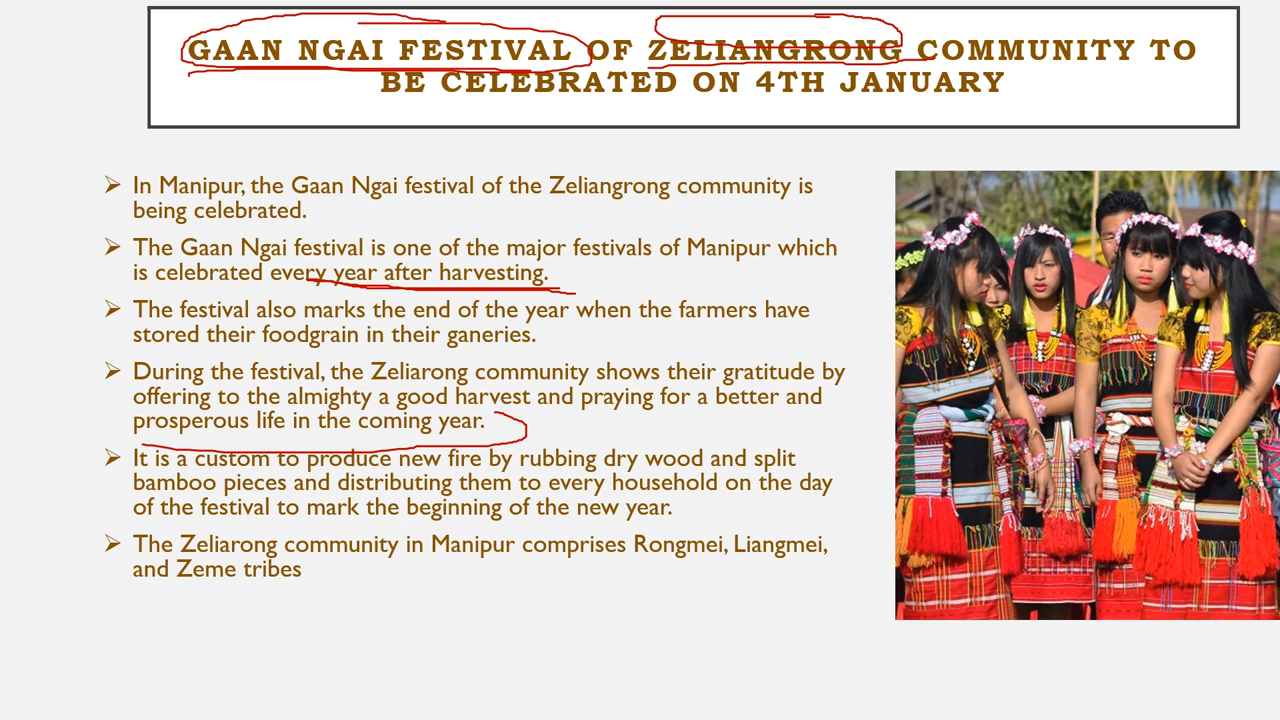 GAAN NGAI FESTIVAL OF ZELIANGRONG COMMUNITY TO
BE CELEBRATED ON 4TH JANUARY
➢ In Manipur, the Gaan Ngai festival of the Zeliangrong community is
being celebrated.
➢ The Gaan Ngai festival is one of the major festivals of Manipur which
is celebrated every year after harvesting.
➢ The festival also marks the end of the year when the farmers have
stored their foodgrain in their ganeries.
➢ During the festival, the Zeliarong community shows their gratitude by
offering to the almighty a good harvest and praying for a better and
prosperous life in the coming year.
➢ It is a custom to produce new fire by rubbing dry wood and split
bamboo pieces and distributing them to every household on the day
of the festival to mark the beginning of the new year.
➢ The Zeliarong community in Manipur comprises Rongmei, Liangmei,
and Zeme tribes